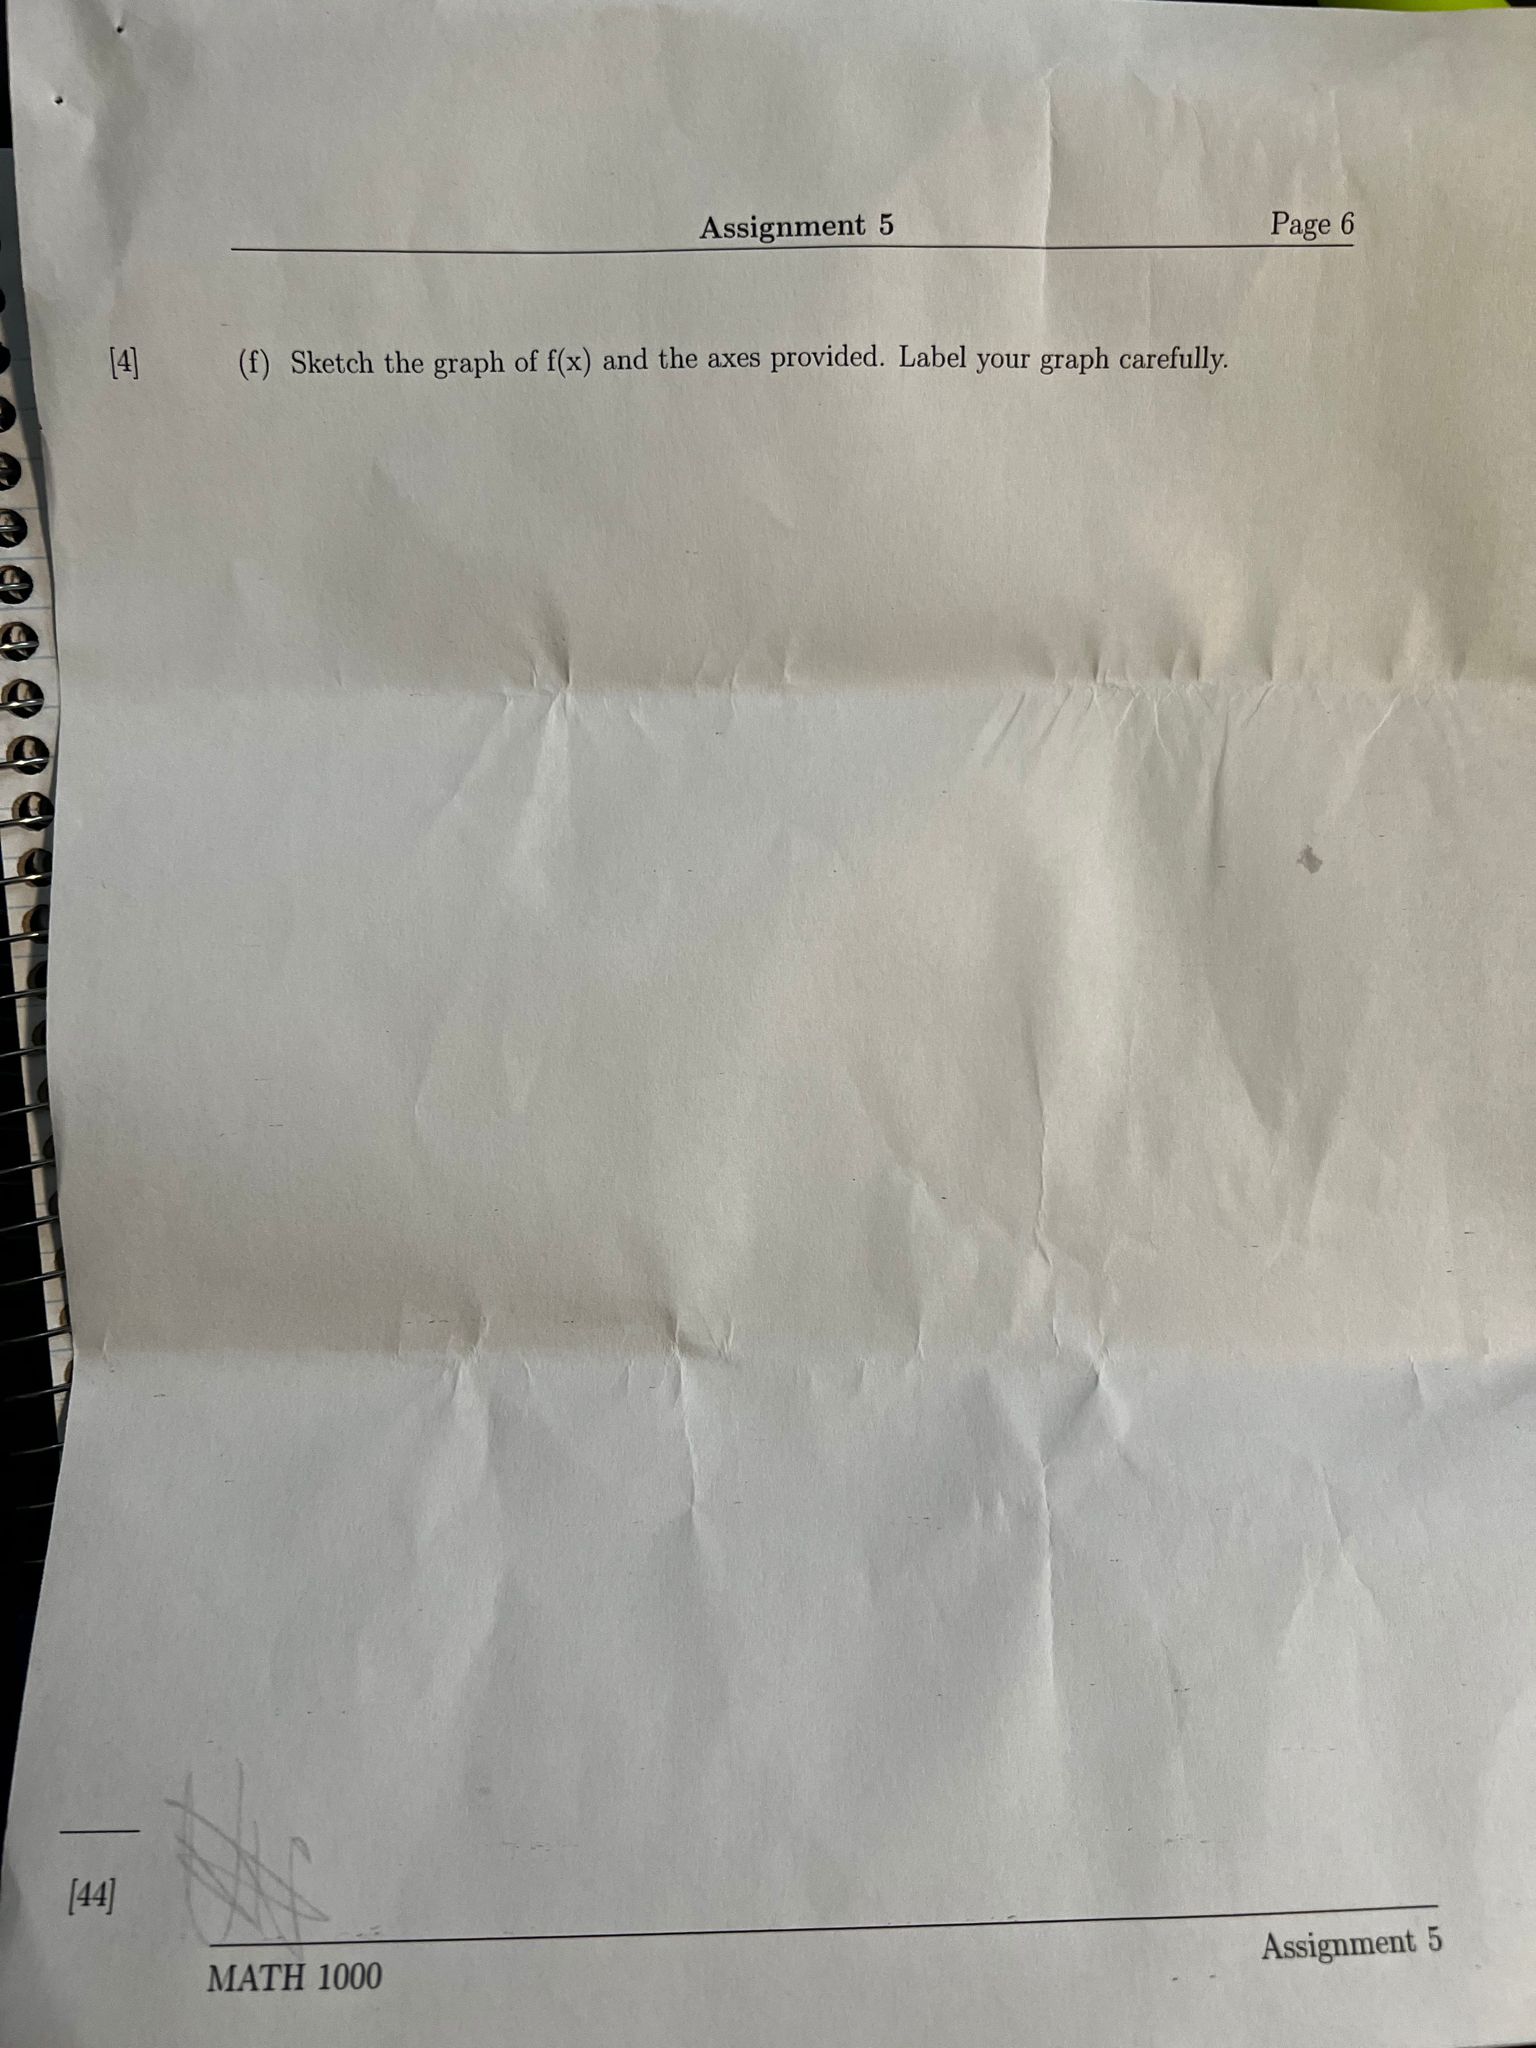 Assignment 5 Page 6
[4] (f) Sketch the graph of f(x) and the axes provided. Label your graph carefully.
[44]
Assignment 5
MATH 1000